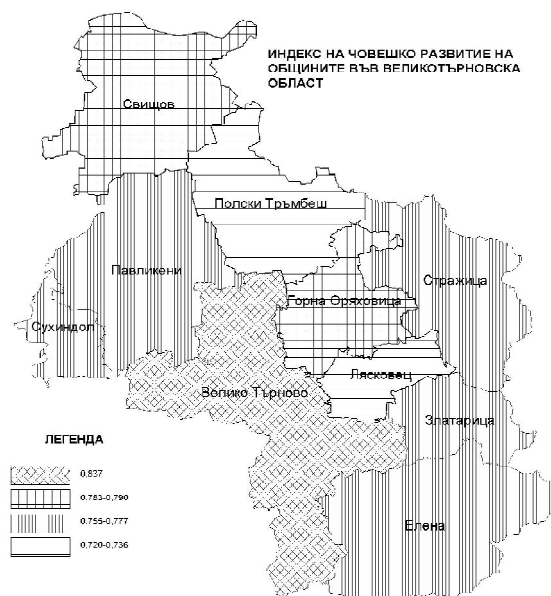 ИНДЕКС НА ЧОВЕШКО РАЗВИТИЕ НА
ОБЩИНИТЕ ВЪВ ВЕЛИКОТЪРНОВСКА
ОБЛАСТ
Свищов
Полски Тръмбеш
Павликени
Стражица
Горна Оряховица
Сухиндол
Лясковец
Велико Търново
Златарица
Елена
ЛЕГЕНДА
0,837
0,783-0,790
0,755-0,777
0,720-0,736